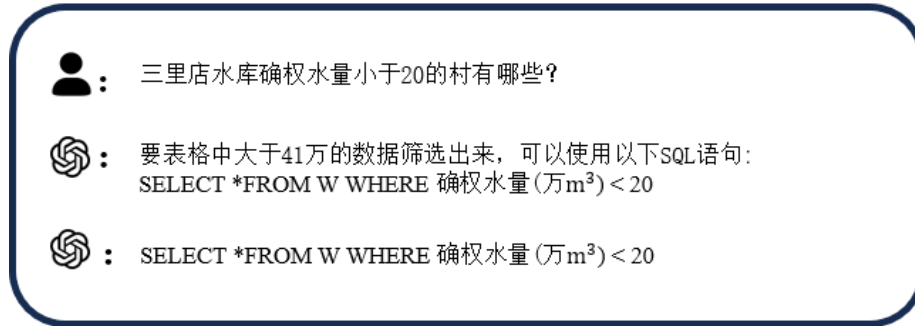 ： 三里店水库确权水量小于20的村有哪些?
： 要表格中大于41万的数据筛选出来，可以使用以下SQL语句:
SELECT *FROM W WHERE 确权水量(万m³) < 20
： SELECT *FROM W WHERE 确权水量(万m³) < 20